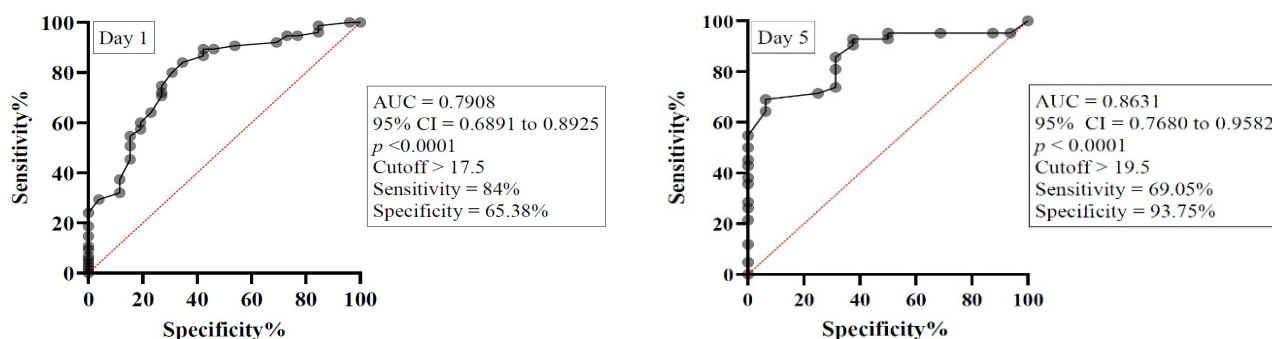 Day 1
100
80
60
40
20
0
Sensitivity%
0 20 40 60 80 100
Specificity%
AUC = 0.7908
95% CI = 0.6891 to 0.8925
p <0.0001
Cutoff > 17.5
Sensitivity = 84%
Specificity = 65.38%
Day 5
100
80
60
40
20
0
Sensitivity%
0 20 40 60 80 100
Specificity%
AUC = 0.8631
95% CI = 0.7680 to 0.9582
p < 0.0001
Cutoff > 19.5
Sensitivity = 69.05%
Specificity = 93.75%